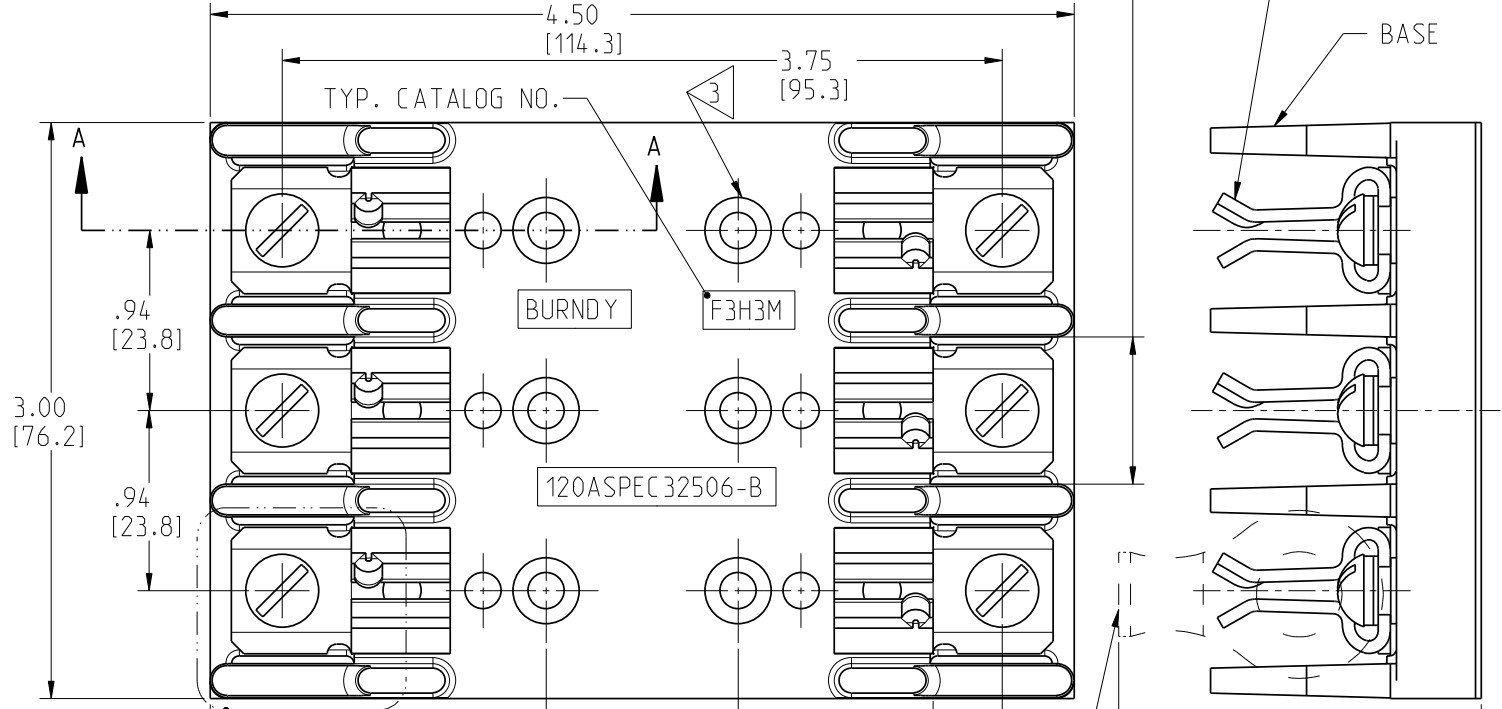 4.50
[114.3]
3.75
[95.3]
BASE
TYP. CATALOG NO.
3
A
A
.94
[23.8]
BURNDY
F3H3M
3.00
[76.2]
120ASPEC32506-B
.94
[23.8]